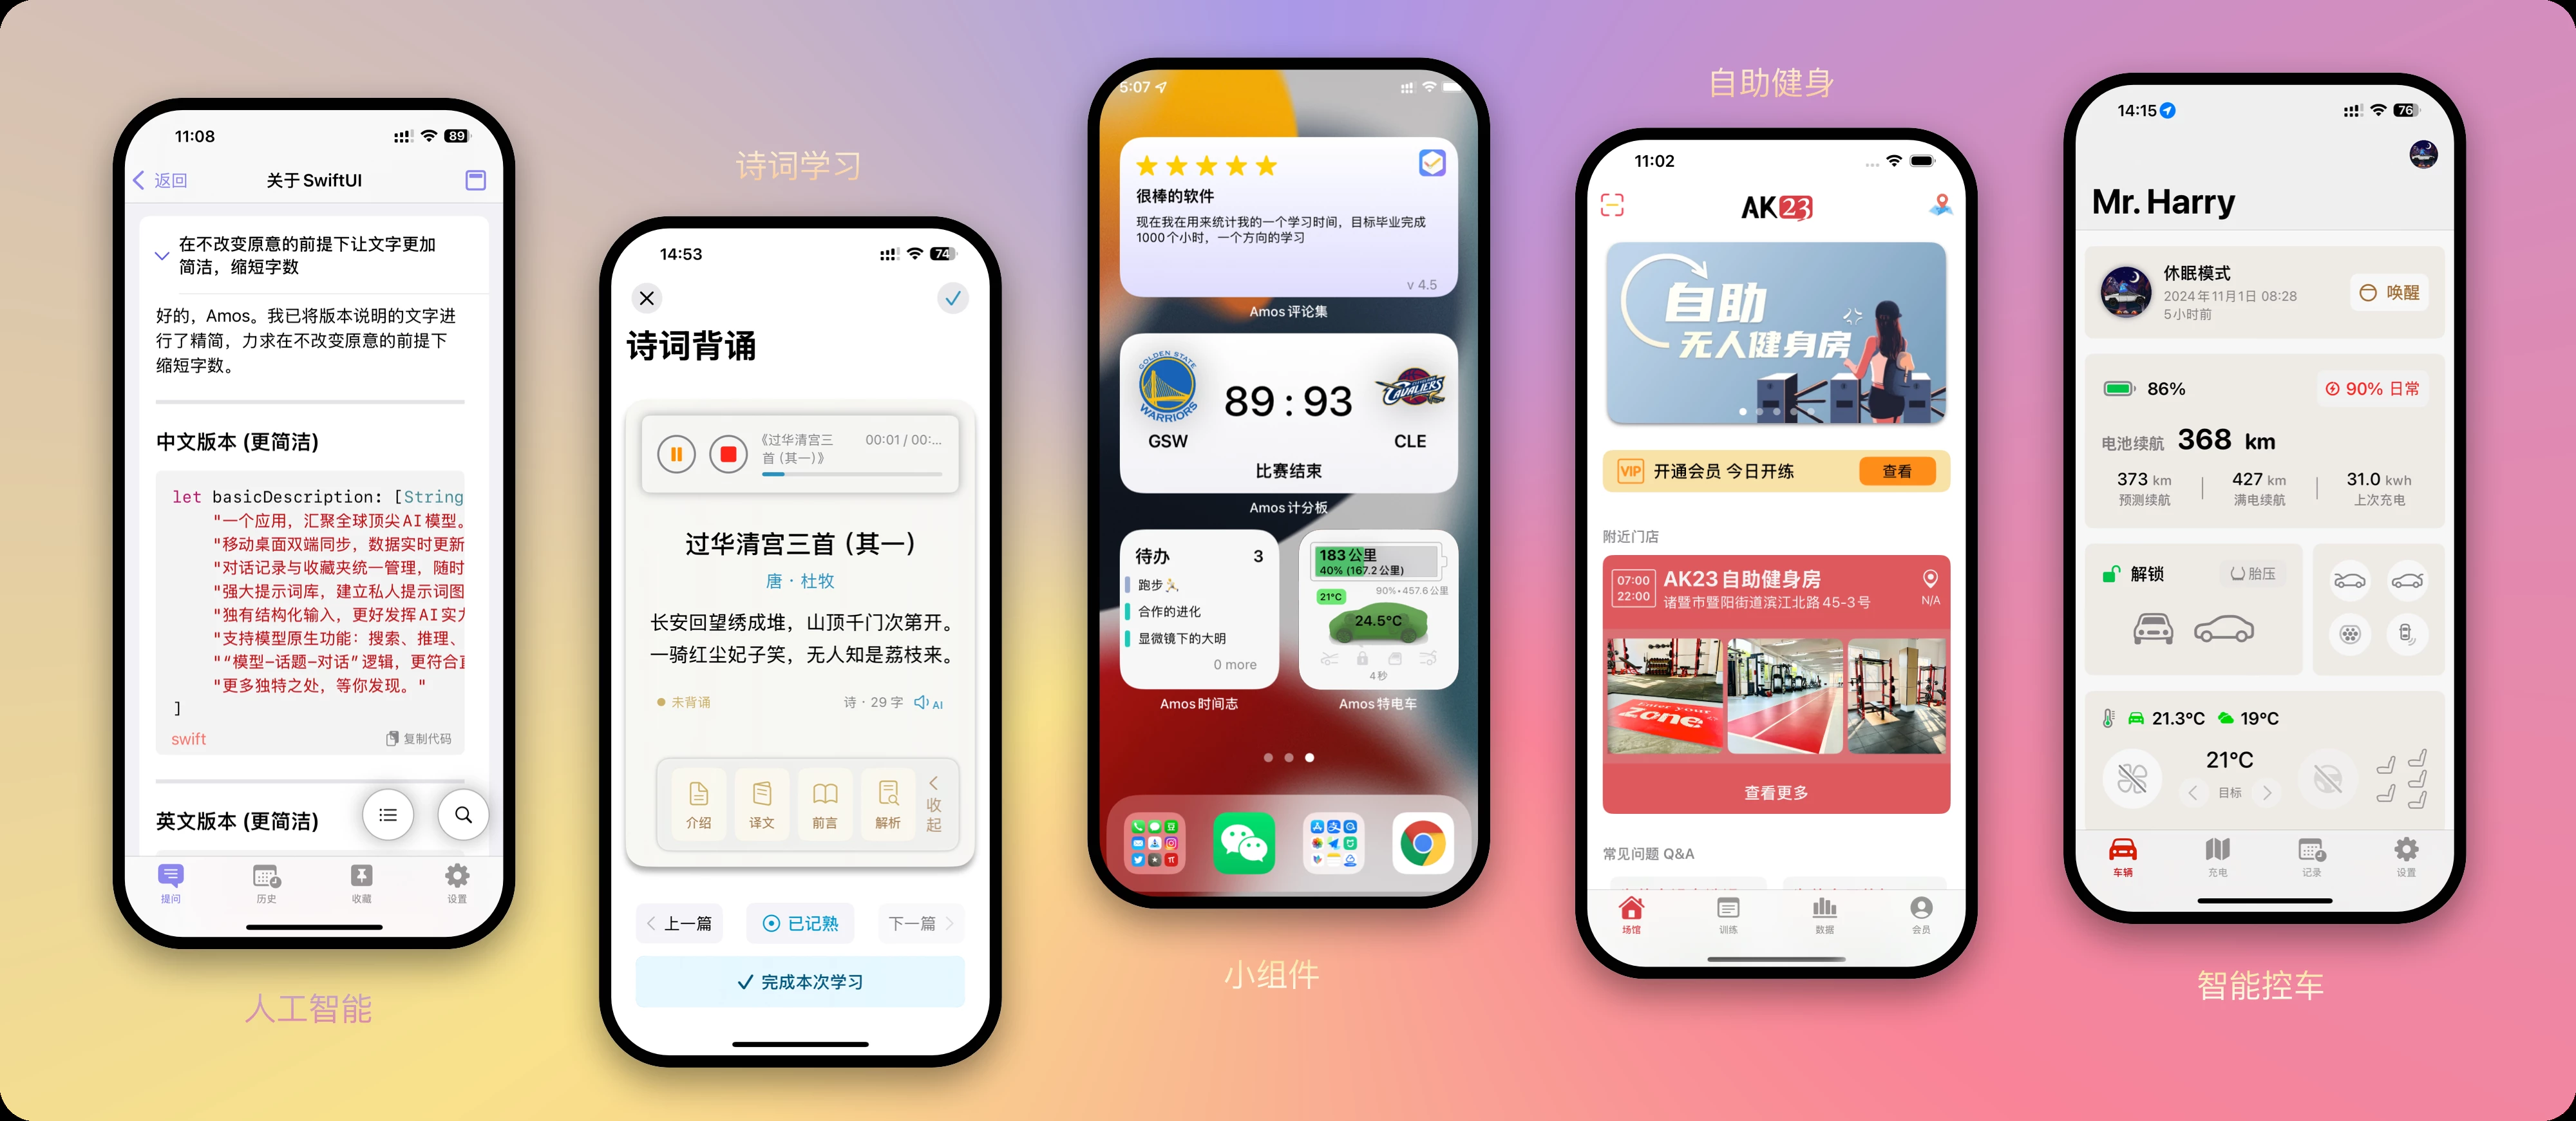 11:08
89
返回
关于 SwiftUI
在不改变原意的前提下让文字更加
简洁，缩短字数
好的，Amos。我已将版本说明的文字进
行了精简，力求在不改变原意的前提下
缩短字数。
中文版本 (更简洁)
let basicDescription: [String
"一个应用，汇聚全球顶尖 AI 模型。
"移动桌面双端同步，数据实时更新
"对话记录与收藏夹统一管理，随时
"强大提示词库，建立私人提示词图
"独有结构化输入，更好发挥 AI 实力
"支持模型原生功能：搜索、推理、
"“模型-话题-对话” 逻辑，更符合直
"更多独特之处，等你发现。"
]
swift
复制代码
英文版本 (更简洁)
提问
历史
收藏
设置
人工智能
诗词学习
14:53
74
诗词背诵
《过华清宫三
首 (其一)》
00:01 / 00:...
过华清宫三首 (其一)
唐 · 杜牧
长安回望绣成堆，山顶千门次第开。
一骑红尘妃子笑，无人知是荔枝来。
未背诵
诗 · 29 字
AI
介绍
译文
前言
解析
收
起
上一篇
已记熟
下一篇
完成本次学习
5:07
很棒的软件
现在我在用来统计我的一个学习时间，目标毕业完成
1000 个小时，一个方向的学习
v 4.5
Amos 评论集
GOLDEN STATE
WARRIORS
89 : 93
CAVALIERS
GSW
CLE
比赛结束
Amos 计分板
待办
3
跑步
合作的进化
显微镜下的大明
0 more
Amos 时间志
183 公里
40% (167.2 公里)
90%·457.6 公里
21°C
24.5°C
4 秒
Amos 特电车
小组件
自助健身
11:02
AK23
自助
无人健身房
VIP
开通会员 今日开练
查看
附近门店
07:00
22:00
AK23 自助健身房
诸暨市暨阳街道滨江北路 45-3 号
N/A
Enter your
Zone
查看更多
常见问题 Q&A
场馆
训练
数据
会员
14:15
76
Mr. Harry
休眠模式
2024 年 11 月 1 日 08:28
5 小时前
唤醒
86%
90% 日常
电池续航 368 km
373 km
预测续航
427 km
满电续航
31.0 kwh
上次充电
解锁
胎压
21.3°C
19°C
21°C
目标
车辆
充电
记录
设置
智能控车